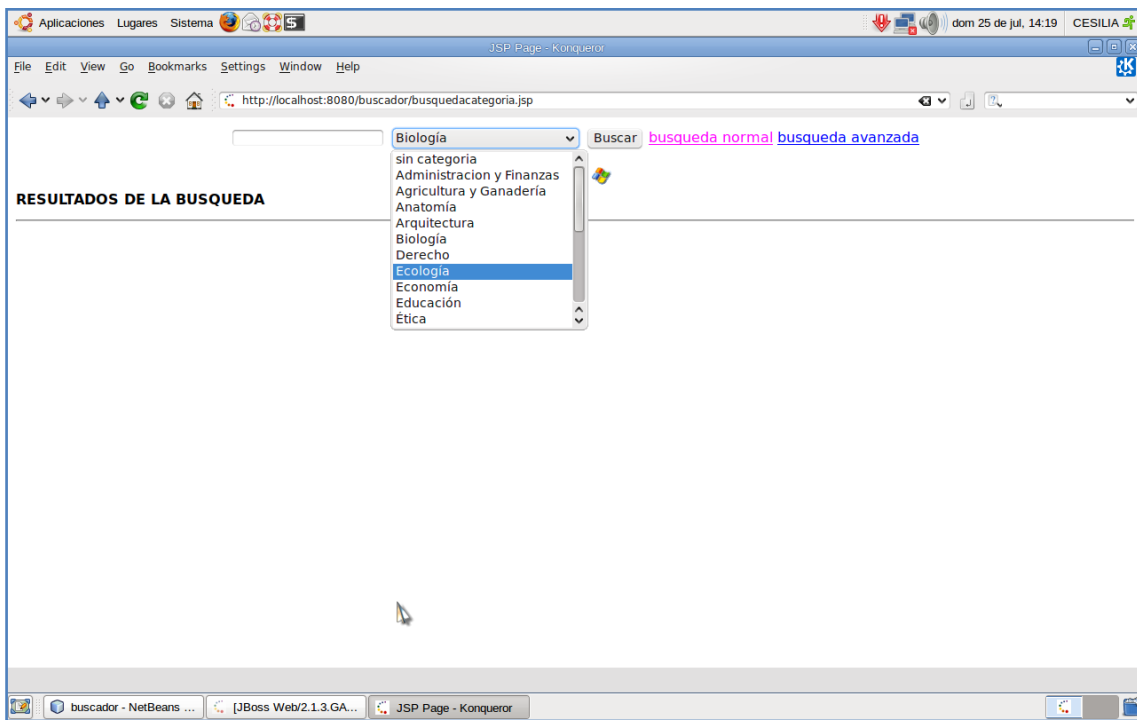 Aplicaciones Lugares Sistema dom 25 de jul, 14:19 CESILIA
JSP Page - Konqueror
File Edit View Go Bookmarks Settings Window Help
http://localhost:8080/buscador/busquedacategoria.jsp
Biología Buscar busqueda normal busqueda avanzada
sin categoria
Administracion y Finanzas
Agricultura y Ganadería
Anatomía
RESULTADOS DE LA BUSQUEDA
Arquitectura
Biología
Derecho
Ecología
Economía
Educación
Ética
buscador - NetBeans ... [JBoss Web/2.1.3.GA... JSP Page - Konqueror